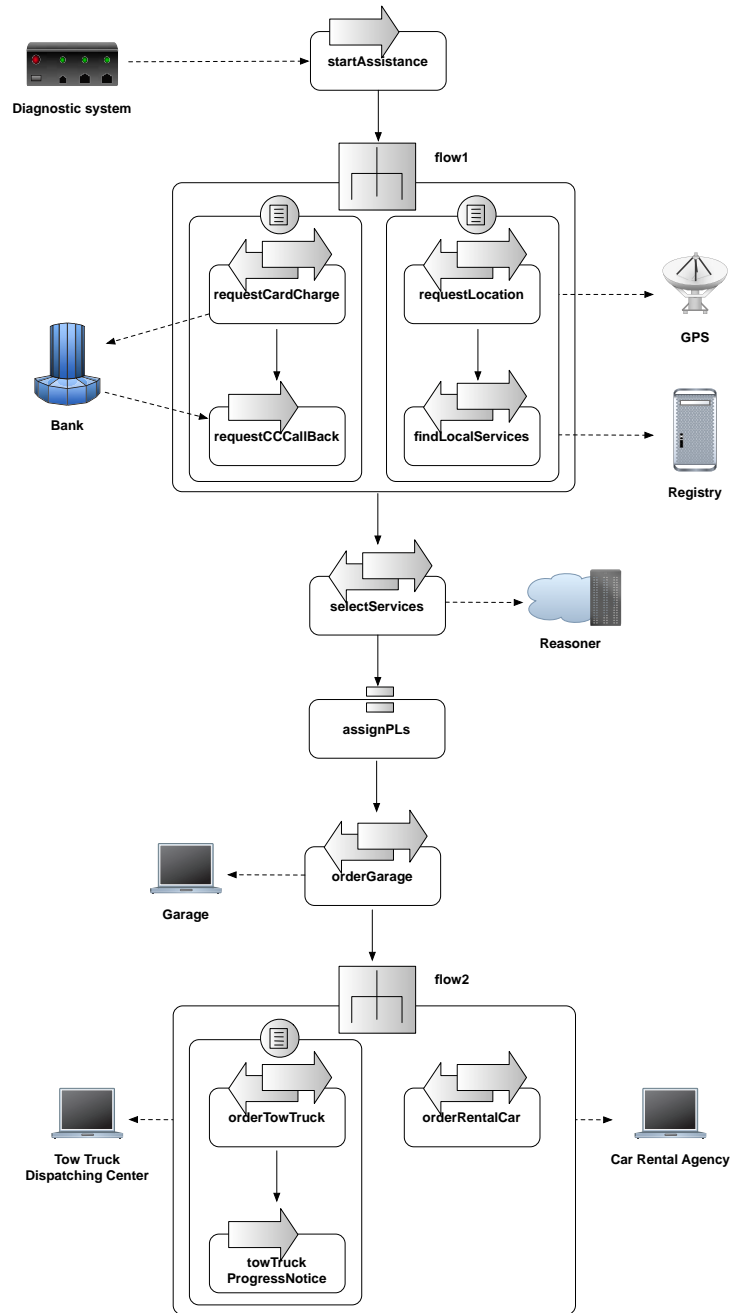 startAssistance
Diagnostic system
flow1
requestCardCharge
requestLocation
GPS
Bank
requestCCCallBack
findLocalServices
Registry
selectServices
Reasoner
assignPLs
orderGarage
Garage
flow2
orderTowTruck
orderRentalCar
Tow Truck
Dispatching Center
Car Rental Agency
towTruck
ProgressNotice